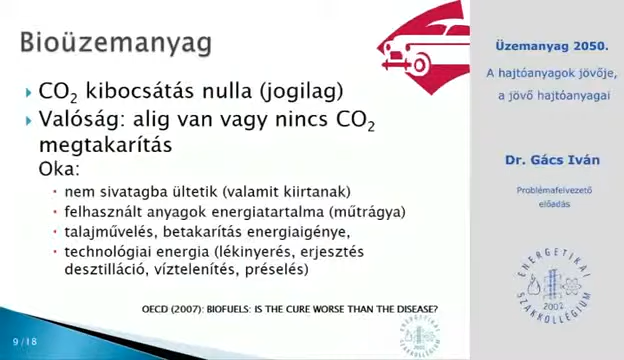 Bioüzemanyag
CO2 kibocsátás nulla (jogilag)
Valóság: alig van vagy nincs CO2
megtakarítás
Oka:
nem sivatagba ültetik (valamit kiirtanak)
felhasznált anyagok energiatartalma (műtrágya)
talajművelés, betakarítás energiaigénye,
technológiai energia (lékinyerés, erjesztés
desztilláció, víztelenítés, préselés)
OECD (2007): BIOFUELS: IS THE CURE WORSE THAN THE DISEASE?
9/18
Üzemanyag 2050.
A hajtóanyagok jövője,
a jövő hajtóanyagai
Dr. Gács Iván
Problémafelvezető
előadás
ENERGETIKAI
SZAKKOLLÉGIUM
2002